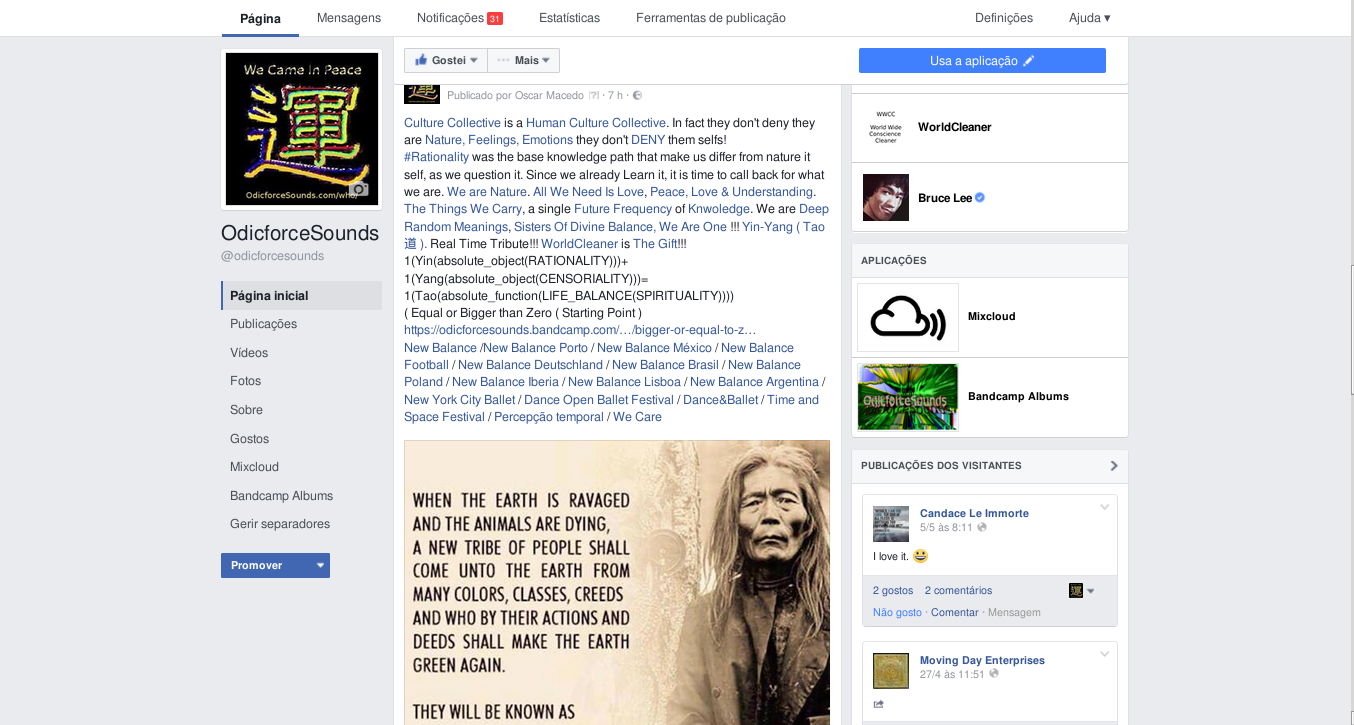 Página
Mensagens
Notificações 31
Estatísticas
Ferramentas de publicação
Definições
Ajuda ▾
We Came In Peace
運
OdicforceSounds.com/who/
OdicforceSounds
@odicforcesounds
Página inicial
Publicações
Vídeos
Fotos
Sobre
Gostos
Mixcloud
Bandcamp Albums
Gerir separadores
Promover
Gostei
Mais
Usa a aplicação
Publicado por Oscar Macedo [?] · 7 h ·
Culture Collective is a Human Culture Collective. In fact they don't deny they
are Nature, Feelings, Emotions they don't DENY them selfs!
#Rationality was the base knowledge path that make us differ from nature it
self, as we question it. Since we already Learn it, it is time to call back for what
we are. We are Nature. All We Need Is Love, Peace, Love & Understanding.
The Things We Carry, a single Future Frequency of Knwoledge. We are Deep
Random Meanings, Sisters Of Divine Balance, We Are One !!! Yin-Yang ( Tao
道 ). Real Time Tribute!!! WorldCleaner is The Gift!!!
1(Yin(absolute_object(RATIONALITY)))+
1(Yang(absolute_object(CENSORIALITY)))=
1(Tao(absolute_function(LIFE_BALANCE(SPIRITUALITY))))
( Equal or Bigger than Zero ( Starting Point )
https://odicforcesounds.bandcamp.com/…/bigger-or-equal-to-z…
New Balance /New Balance Porto / New Balance México / New Balance
Football / New Balance Deutschland / New Balance Brasil / New Balance
Poland / New Balance Iberia / New Balance Lisboa / New Balance Argentina /
New York City Ballet / Dance Open Ballet Festival / Dance&Ballet / Time and
Space Festival / Percepção temporal / We Care
WHEN THE EARTH IS RAVAGED
AND THE ANIMALS ARE DYING,
A NEW TRIBE OF PEOPLE SHALL
COME UNTO THE EARTH FROM
MANY COLORS, CLASSES, CREEDS
AND WHO BY THEIR ACTIONS AND
DEEDS SHALL MAKE THE EARTH
GREEN AGAIN.
THEY WILL BE KNOWN AS
WWCC
World Wide
Conscience
Cleaner
WorldCleaner
Bruce Lee
APLICAÇÕES
Mixcloud
OdicforceSounds
Bandcamp Albums
PUBLICAÇÕES DOS VISITANTES
Candace Le Immorte
5/5 às 8:11
I love it. 😀
2 gostos 2 comentários
Não gosto · Comentar · Mensagem
Moving Day Enterprises
27/4 às 11:51